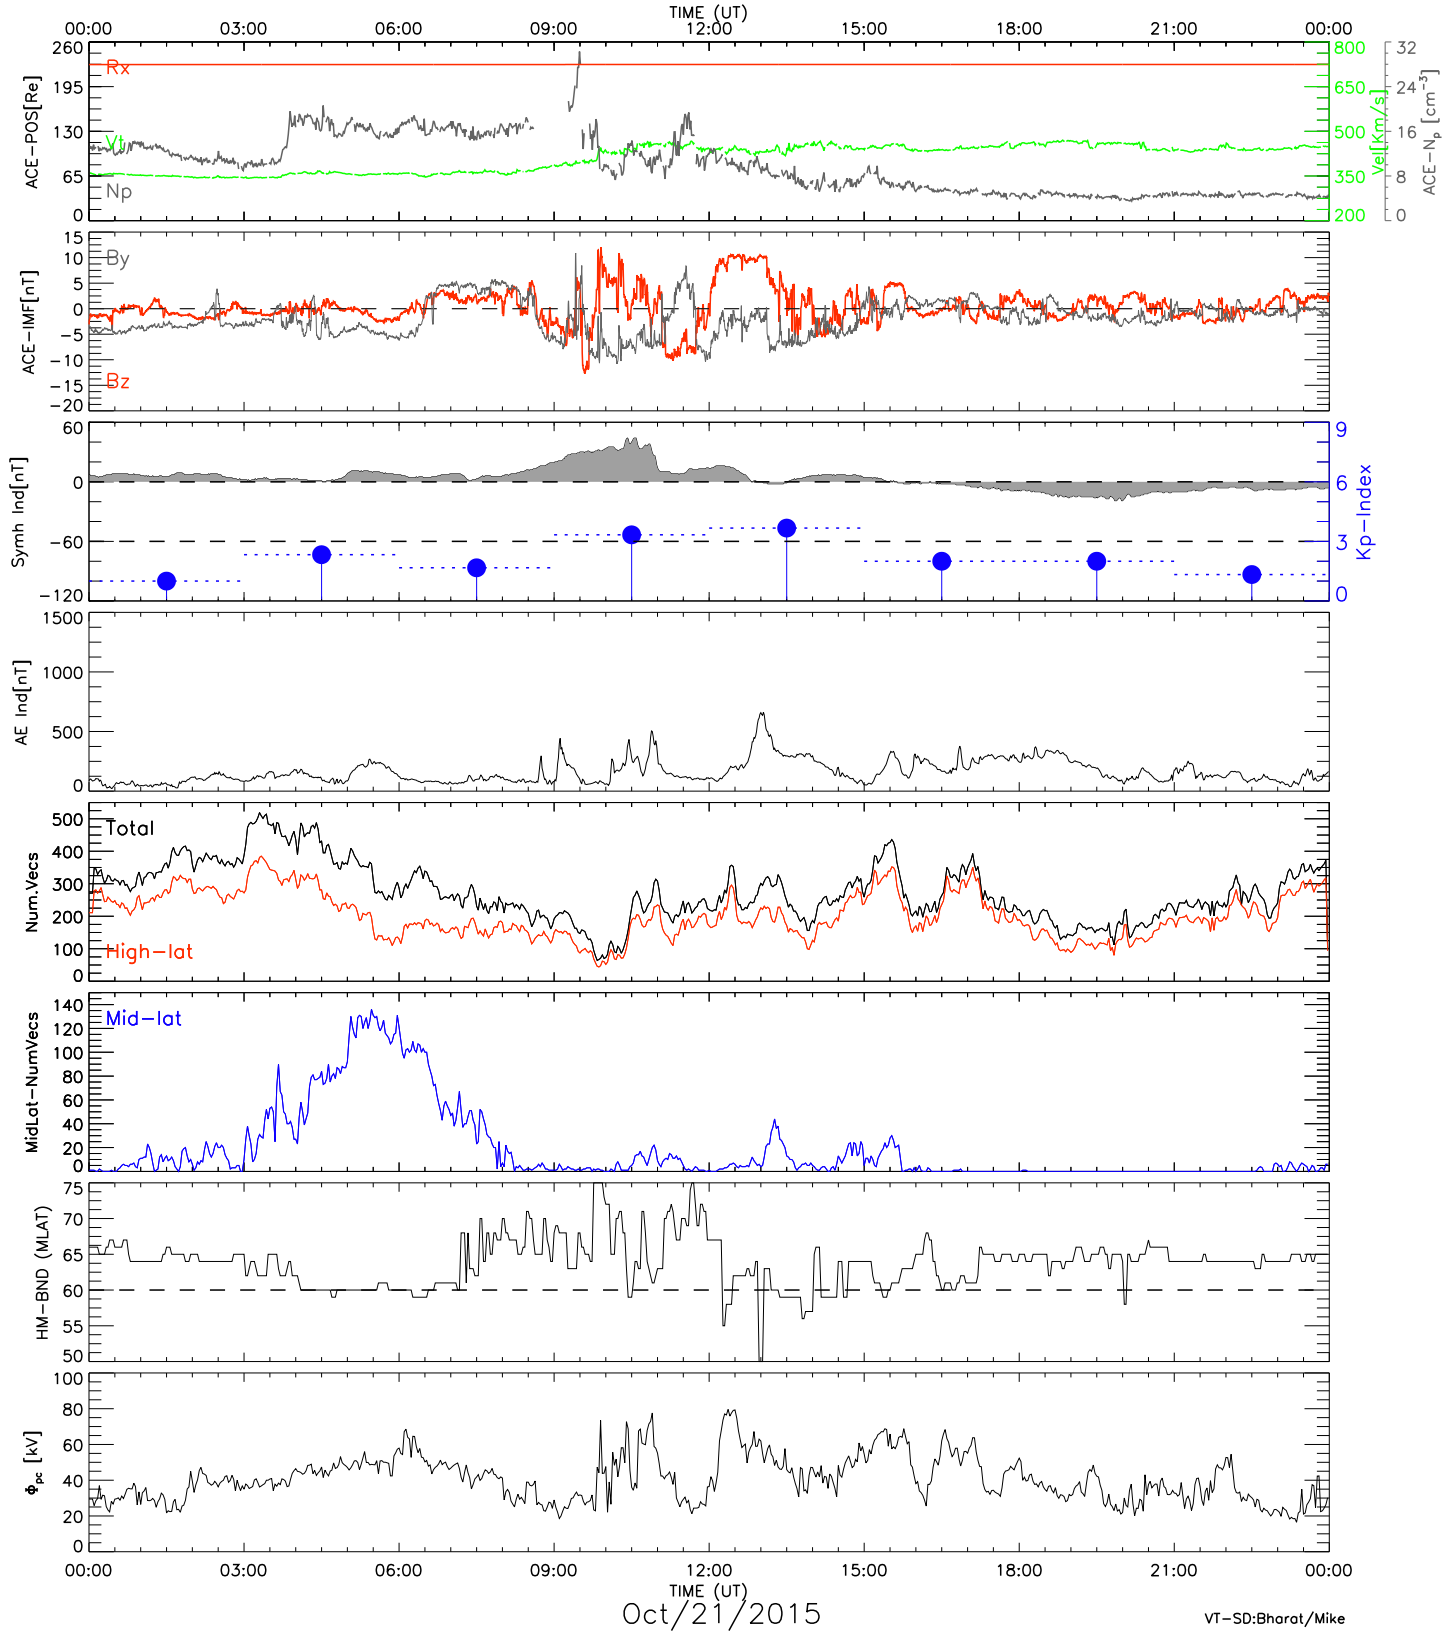 TIME (UT)
00:00 03:00 06:00 09:00 12:00 15:00 18:00 21:00 00:00
ACE-POS[Re]
260
195
130
65
0
Rx
Vt
Np
800
650
500
350
200
Vel[Km/s]
32
24
16
8
0
ACE-Np [cm-3]
ACE-IMF[nT]
15
10
5
0
-5
-10
-15
-20
By
Bz
Symh Ind[nT]
60
0
-60
-120
9
6
3
0
Kp-Index
AE Ind[nT]
1500
1000
500
0
Num.Vecs
500
400
300
200
100
0
Total
High-lat
MidLat-NumVecs
140
120
100
80
60
40
20
0
Mid-lat
HM-BND (MLAT)
75
70
65
60
55
50
Φpc [kV]
100
80
60
40
20
0
00:00 03:00 06:00 09:00 12:00 15:00 18:00 21:00 00:00
TIME (UT)
Oct/21/2015
VT-SD:Bharat/Mike